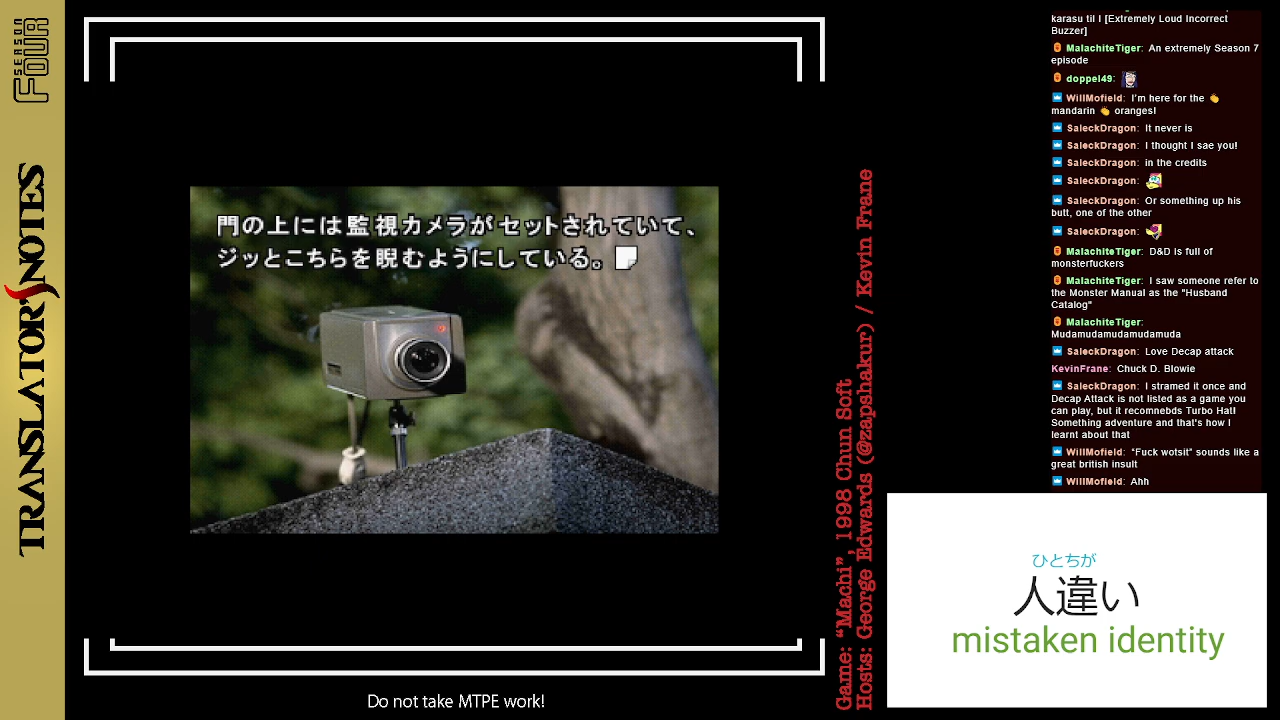 SEASON
FOUR
TRANSLATOR'S NOTES
門の上には監視カメラがセットされていて、
ジッとこちらを睨むようにしている。
Do not take MTPE work!
Game: “Machi”, 1998 Chun Soft
Hosts: George Edwards (@zapshakur) / Kevin Frane
karasu til I [Extremely Loud Incorrect
Buzzer]
MalachiteTiger: An extremely Season 7
episode
doppel49:
WillMofield: I'm here for the 👏
mandarin 👏 oranges!
SaleckDragon: It never is
SaleckDragon: I thought I sae you!
SaleckDragon: in the credits
SaleckDragon:
SaleckDragon: Or something up his
butt, one of the other
SaleckDragon:
MalachiteTiger: D&D is full of
monsterfuckers
MalachiteTiger: I saw someone refer to
the Monster Manual as the "Husband
Catalog"
MalachiteTiger:
Mudamudamudamudamuda
SaleckDragon: Love Decap attack
KevinFrane: Chuck D. Blowie
SaleckDragon: I stramed it once and
Decap Attack is not listed as a game you
can play, but it recomnebds Turbo Hat!
Something adventure and that's how I
learnt about that
WillMofield: "Fuck wotsit" sounds like a
great british insult
WillMofield: Ahh
ひとちが
人違い
mistaken identity